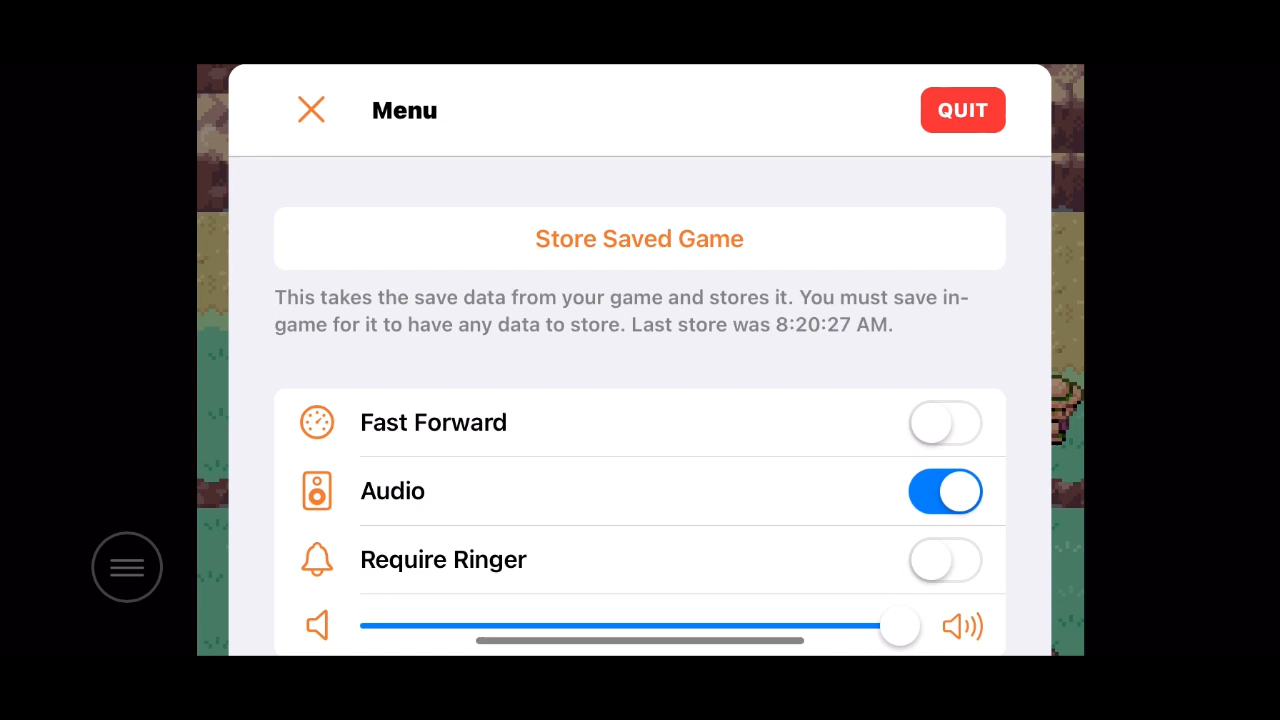 Menu
QUIT
Store Saved Game
This takes the save data from your game and stores it. You must save in-
game for it to have any data to store. Last store was 8:20:27 AM.
Fast Forward
Audio
Require Ringer